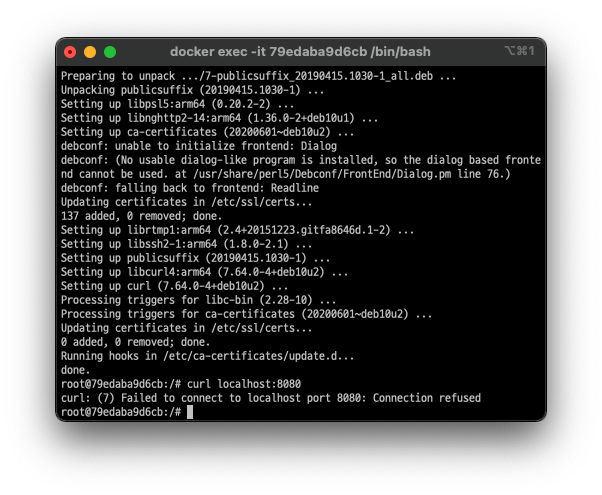 docker exec -it 79edaba9d6cb /bin/bash
⌥⌘1
Preparing to unpack .../7-publicsuffix_20190415.1030-1_all.deb ...
Unpacking publicsuffix (20190415.1030-1) ...
Setting up libpsl5:arm64 (0.20.2-2) ...
Setting up libnghttp2-14:arm64 (1.36.0-2+deb10u1) ...
Setting up ca-certificates (20200601~deb10u2) ...
debconf: unable to initialize frontend: Dialog
debconf: (No usable dialog-like program is installed, so the dialog based fronte
nd cannot be used. at /usr/share/perl5/Debconf/FrontEnd/Dialog.pm line 76.)
debconf: falling back to frontend: Readline
Updating certificates in /etc/ssl/certs...
137 added, 0 removed; done.
Setting up librtmp1:arm64 (2.4+20151223.gitfa8646d.1-2) ...
Setting up libssh2-1:arm64 (1.8.0-2.1) ...
Setting up publicsuffix (20190415.1030-1) ...
Setting up libcurl4:arm64 (7.64.0-4+deb10u2) ...
Setting up curl (7.64.0-4+deb10u2) ...
Processing triggers for libc-bin (2.28-10) ...
Processing triggers for ca-certificates (20200601~deb10u2) ...
Updating certificates in /etc/ssl/certs...
0 added, 0 removed; done.
Running hooks in /etc/ca-certificates/update.d...
done.
root@79edaba9d6cb:/# curl localhost:8080
curl: (7) Failed to connect to localhost port 8080: Connection refused
root@79edaba9d6cb:/#